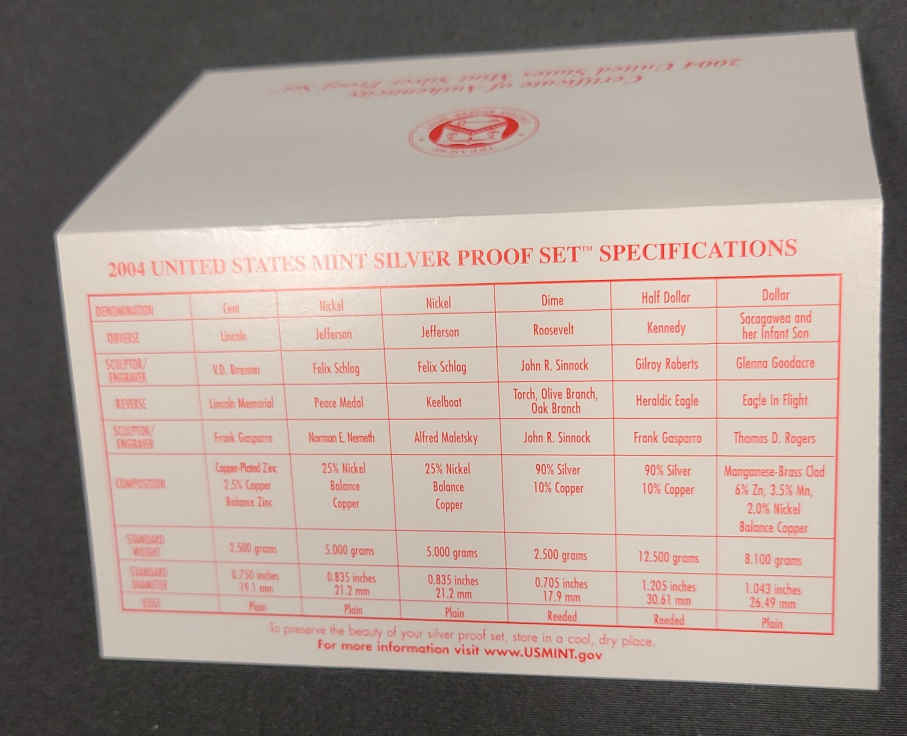 2004 United States Mint Silver Proof Set™
Certificate of Authenticity
2004 UNITED STATES MINT SILVER PROOF SET™ SPECIFICATIONS
DENOMINATION Cent Nickel Nickel Dime Half Dollar Dollar
OBVERSE Lincoln Jefferson Jefferson Roosevelt Kennedy Sacagawea and
her Infant Son
SCULPTOR/
ENGRAVER V.D. Brenner Felix Schlag Felix Schlag John R. Sinnock Gilroy Roberts Glenna Goodacre
REVERSE Lincoln Memorial Peace Medal Keelboat Torch, Olive Branch,
Oak Branch Heraldic Eagle Eagle In Flight
SCULPTOR/
ENGRAVER Frank Gasparro Norman E. Nemeth Alfred Maletsky John R. Sinnock Frank Gasparro Thomas D. Rogers
COMPOSITION Copper-Plated Zinc 25% Nickel 25% Nickel 90% Silver 90% Silver Manganese-Brass Clad
2.5% Copper Balance Balance 10% Copper 10% Copper 6% Zn, 3.5% Mn,
Balance Zinc Copper Copper 2.0% Nickel
Balance Copper
STANDARD
WEIGHT 2.500 grams 5.000 grams 5.000 grams 2.500 grams 12.500 grams 8.100 grams
STANDARD 0.750 inches 0.835 inches 0.835 inches 0.705 inches 1.205 inches 1.043 inches
DIAMETER 19.1 mm 21.2 mm 21.2 mm 17.9 mm 30.61 mm 26.49 mm
EDGE Plain Plain Plain Reeded Reeded Plain
To preserve the beauty of your silver proof set, store in a cool, dry place.
For more information visit www.USMINT.gov